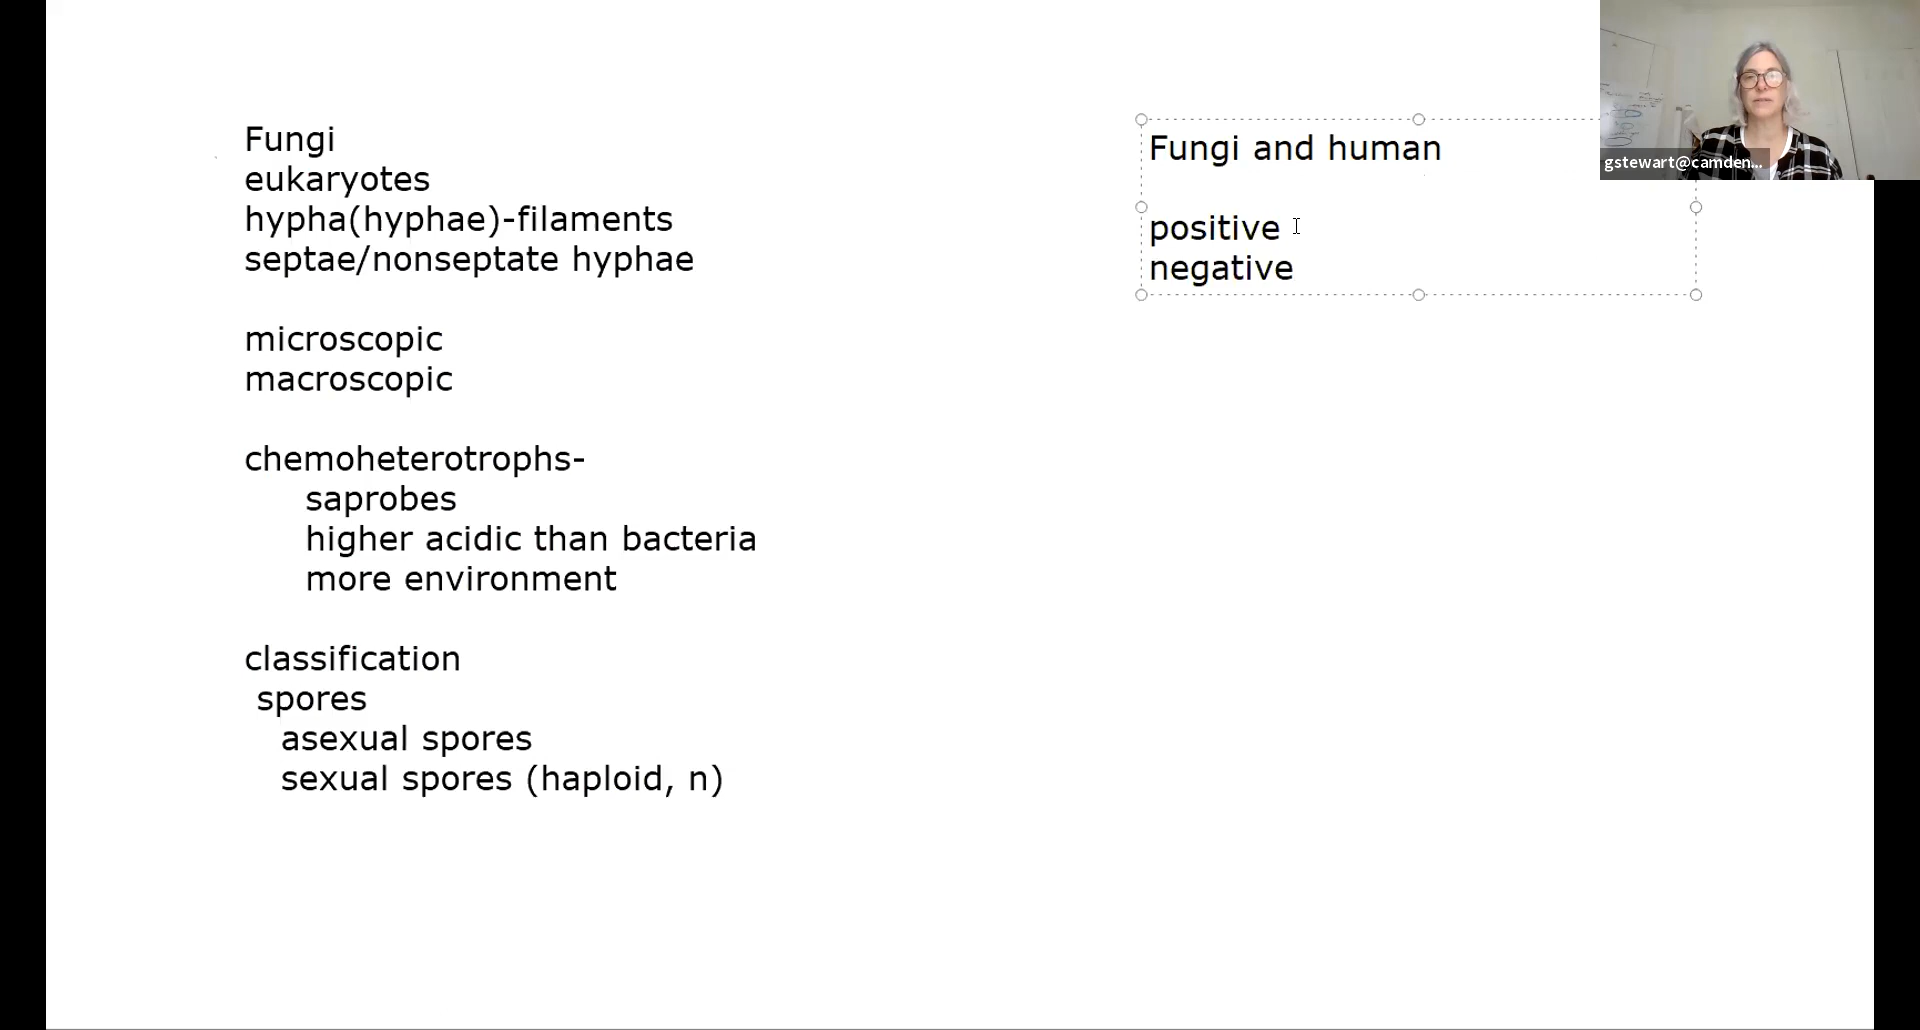 Fungi
eukaryotes
hypha(hyphae)-filaments
septae/nonseptate hyphae
microscopic
macroscopic
chemoheterotrophs-
saprobes
higher acidic than bacteria
more environment
classification
spores
asexual spores
sexual spores (haploid, n)
Fungi and human
positive
negative
gstewart@camden...